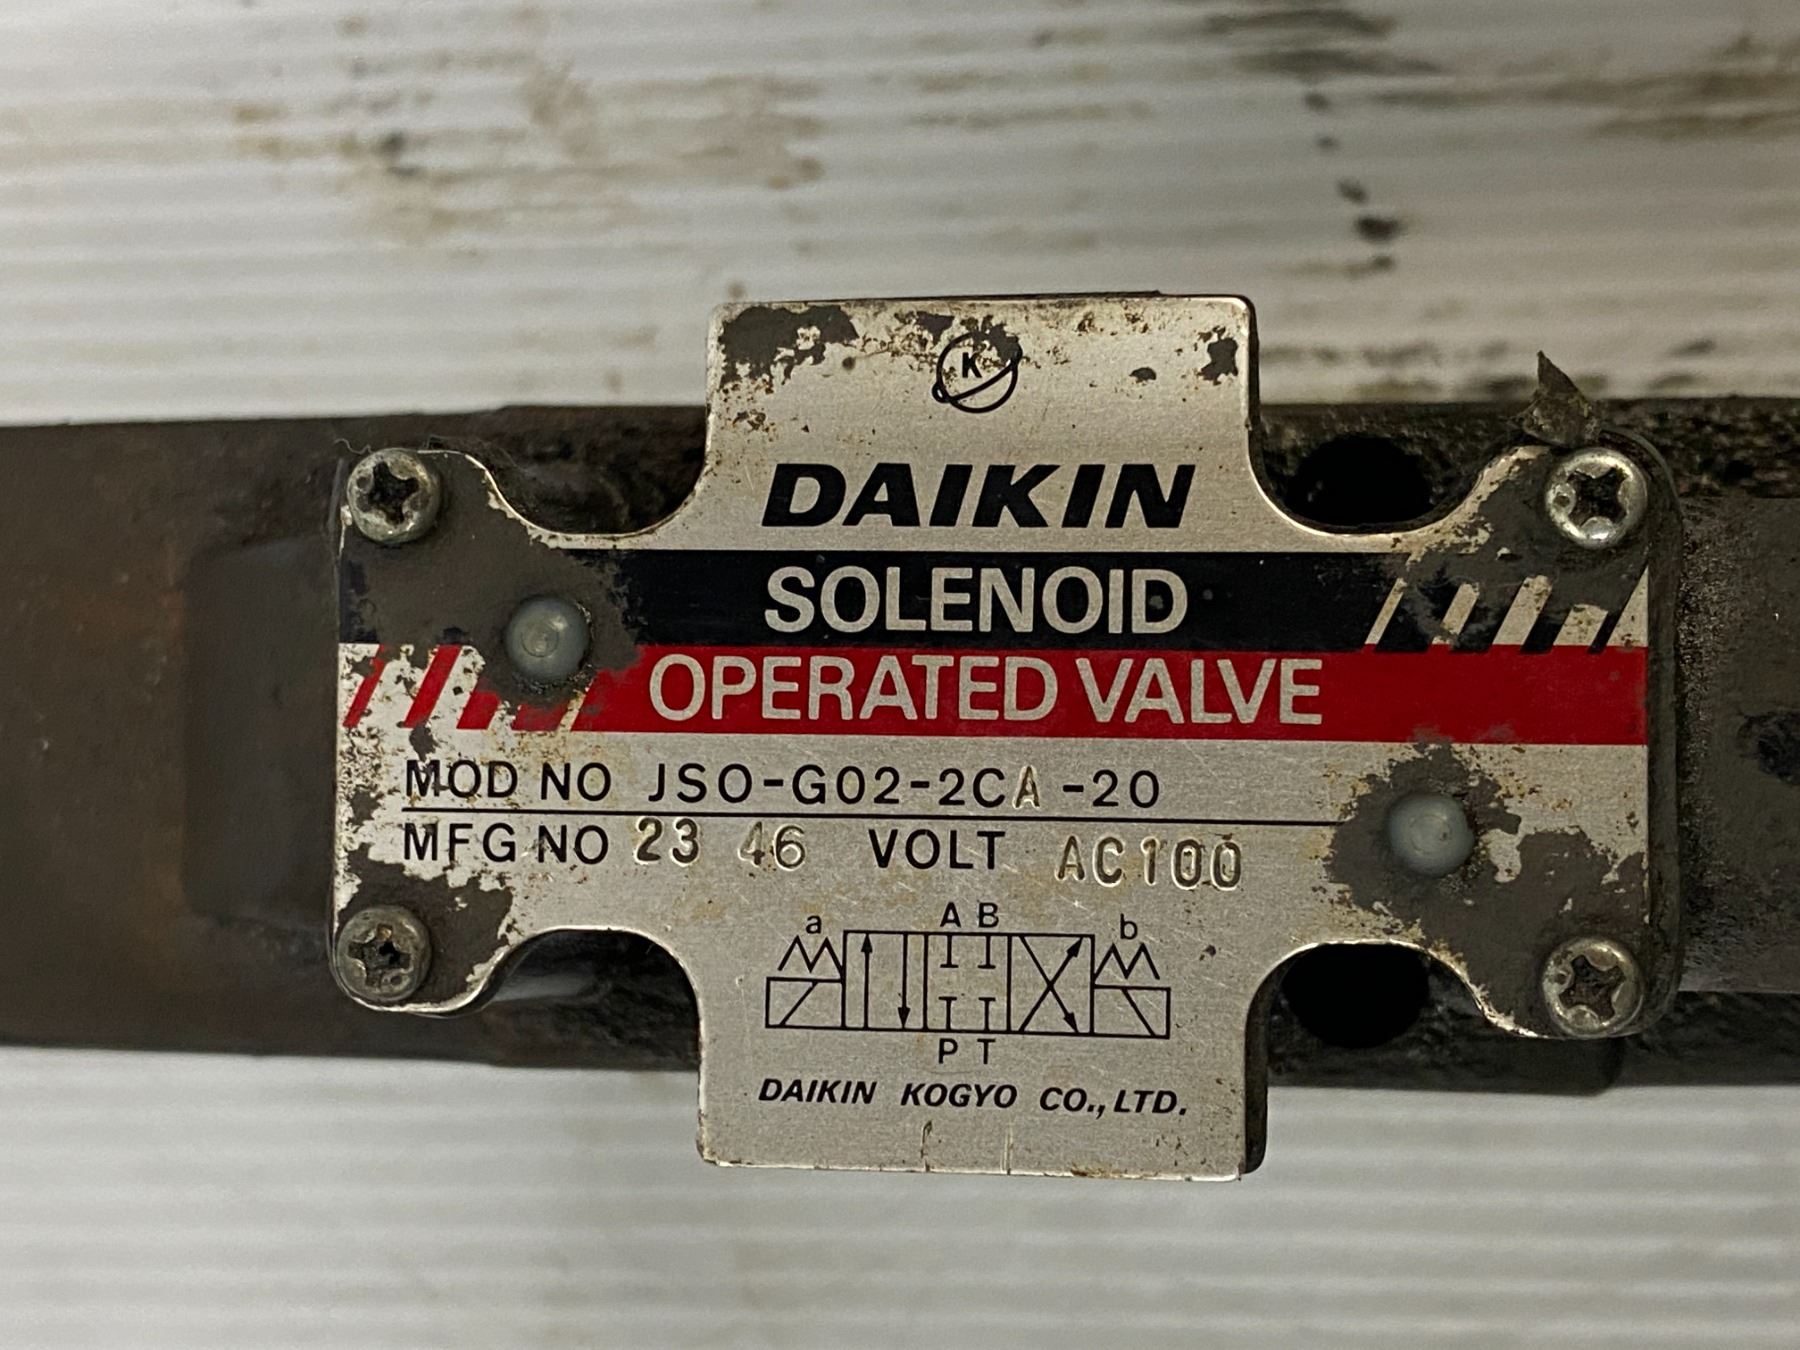 K
DAIKIN
SOLENOID
OPERATED VALVE
MOD NO JSO-G02-2CA-20
MFG NO 23 46 VOLT AC100
a A B b
P T
DAIKIN KOGYO CO., LTD.